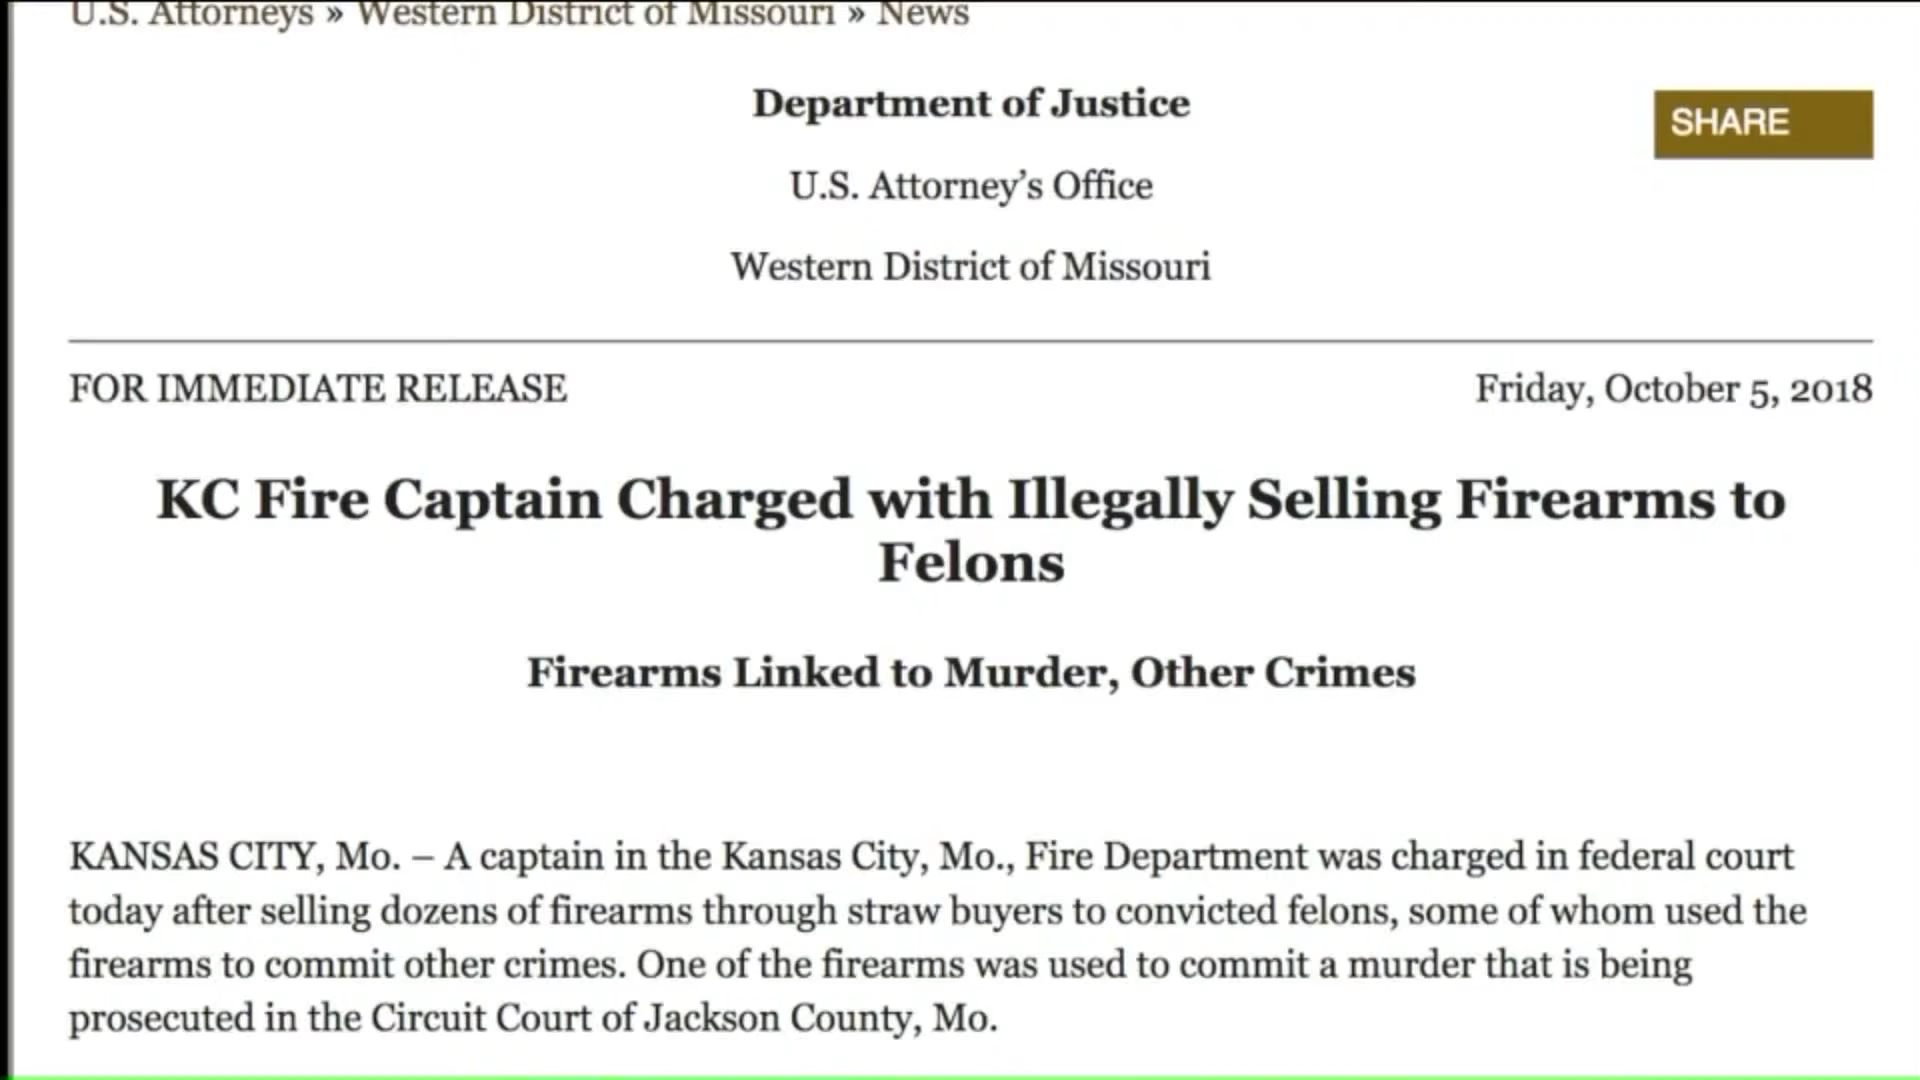 U.S. Attorneys » Western District of Missouri » News
Department of Justice
SHARE
U.S. Attorney’s Office
Western District of Missouri
FOR IMMEDIATE RELEASE
Friday, October 5, 2018
KC Fire Captain Charged with Illegally Selling Firearms to
Felons
Firearms Linked to Murder, Other Crimes
KANSAS CITY, Mo. – A captain in the Kansas City, Mo., Fire Department was charged in federal court
today after selling dozens of firearms through straw buyers to convicted felons, some of whom used the
firearms to commit other crimes. One of the firearms was used to commit a murder that is being
prosecuted in the Circuit Court of Jackson County, Mo.